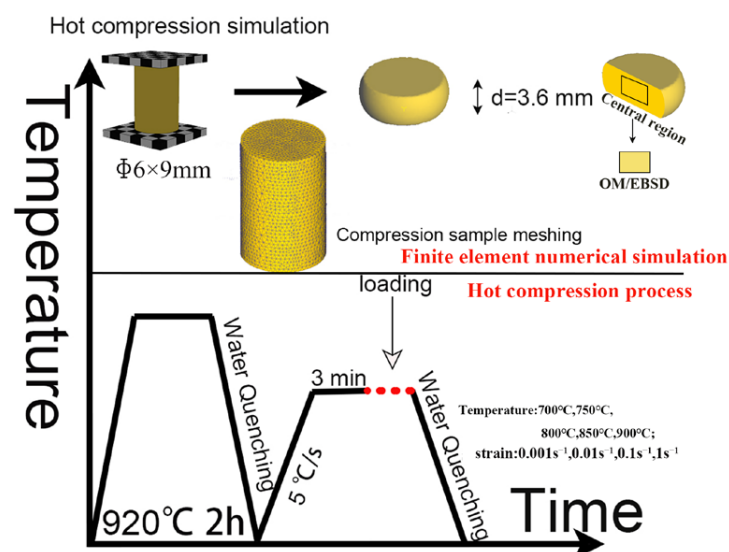 Hot compression simulation
Temperature
Φ6×9mm
d=3.6 mm
Central region
OM/EBSD
Compression sample meshing
Finite element numerical simulation
loading
Hot compression process
Water Quenching
3 min
5℃/s
Water Quenching
Temperature:700℃,750℃,
800℃,850℃,900℃;
strain:0.001s⁻¹,0.01s⁻¹,0.1s⁻¹,1s⁻¹
920℃ 2h
Time